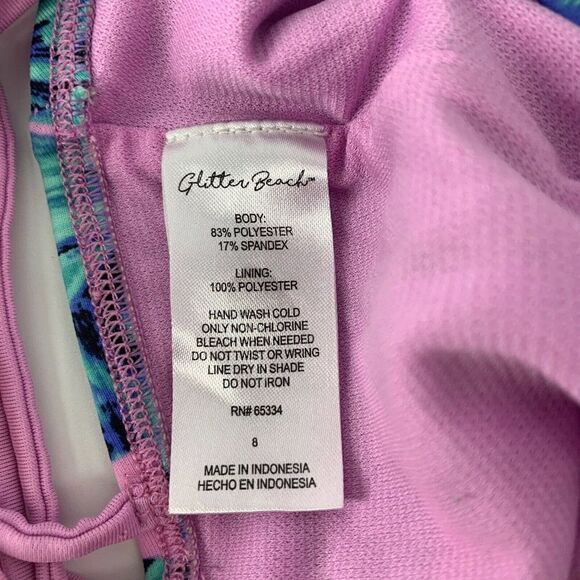 Glitter Beach™
BODY:
83% POLYESTER
17% SPANDEX
LINING:
100% POLYESTER
HAND WASH COLD
ONLY NON-CHLORINE
BLEACH WHEN NEEDED
DO NOT TWIST OR WRING
LINE DRY IN SHADE
DO NOT IRON
RN# 65334
8
MADE IN INDONESIA
HECHO EN INDONESIA